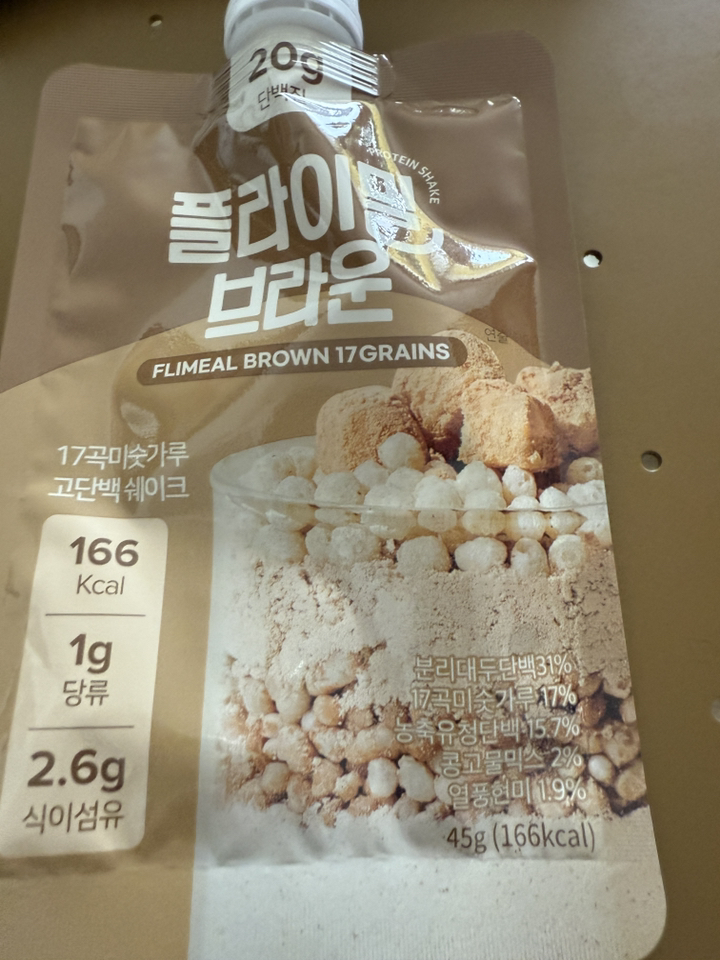 20g
단백질
PROTEIN SHAKE
플라이밀
브라운
FLIMEAL BROWN 17GRAINS
17곡미숫가루
고단백 쉐이크
166
Kcal
1g
당류
2.6g
식이섬유
분리대두단백31%
17곡미숫가루 17%
농축유청단백 15.7%
콩고물믹스 2%
열풍현미 1.9%
45g (166kcal)